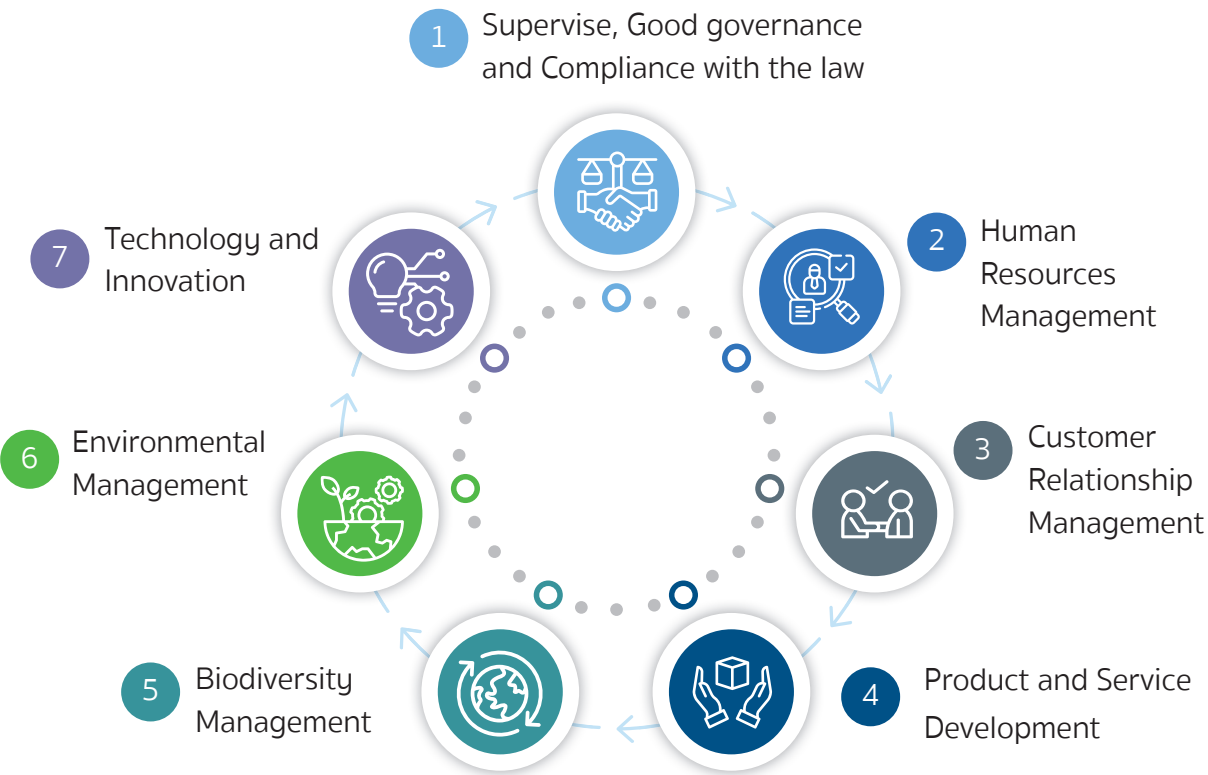 1
Supervise, Good governance
and Compliance with the law
2
Human
Resources
Management
3
Customer
Relationship
Management
4
Product and Service
Development
5
Biodiversity
Management
6
Environmental
Management
7
Technology and
Innovation